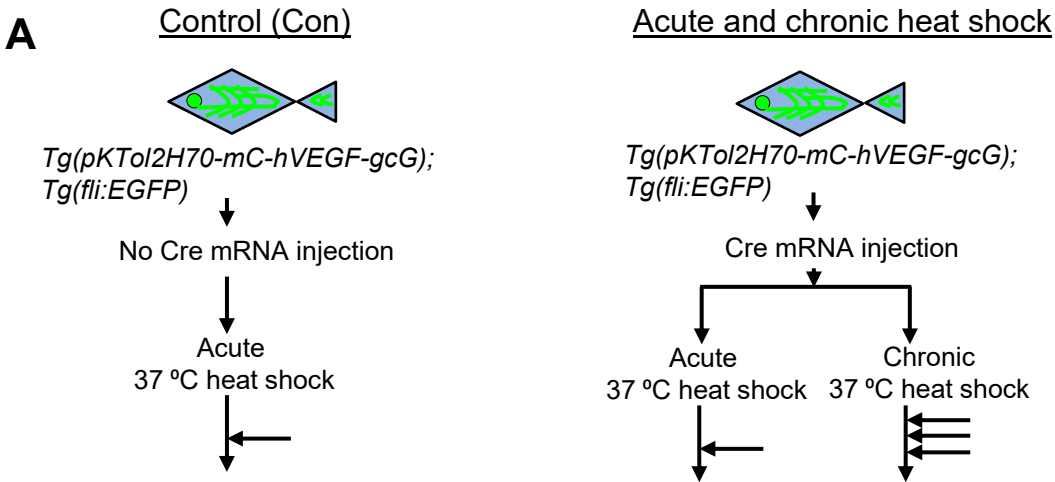 A
Control (Con)
Tg(pKTol2H70-mC-hVEGF-gcG);
Tg(fli:EGFP)
No Cre mRNA injection
Acute
37 ºC heat shock
Acute and chronic heat shock
Tg(pKTol2H70-mC-hVEGF-gcG);
Tg(fli:EGFP)
Cre mRNA injection
Acute
37 ºC heat shock
Chronic
37 ºC heat shock